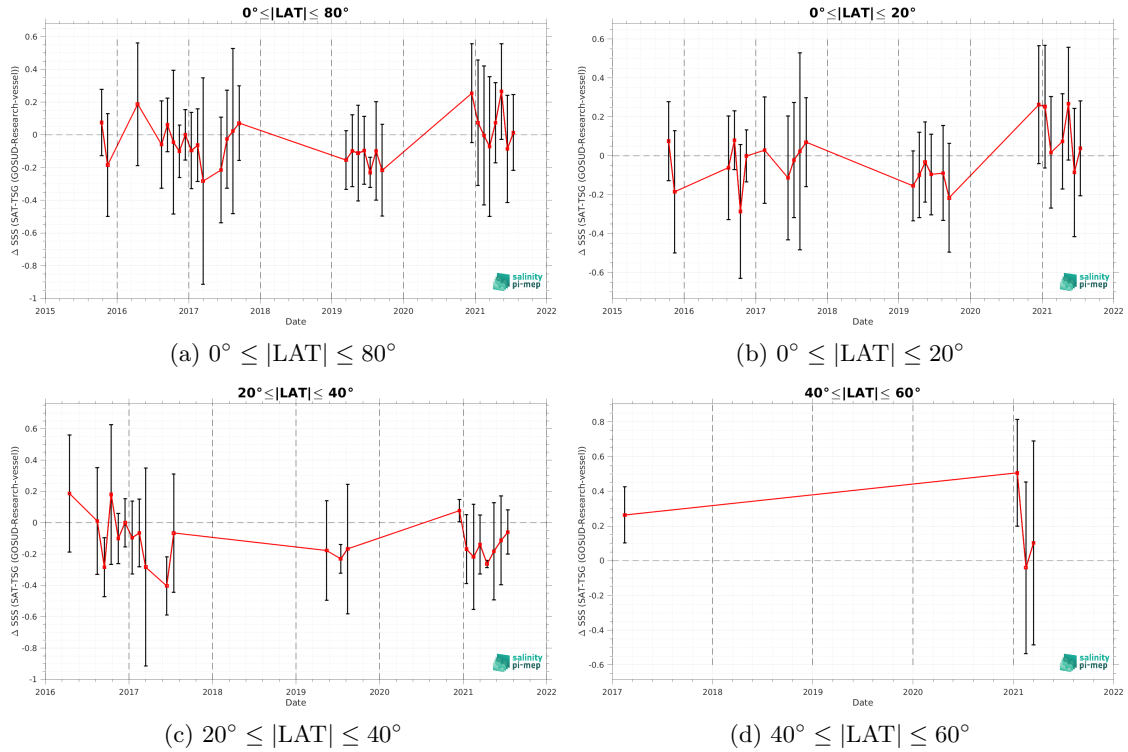 0°≤|LAT|≤ 80°
Δ SSS (SAT-TSG (GOSUD-Research-vessel))
0.6
0.4
0.2
0
-0.2
-0.4
-0.6
-0.8
-1
2015 2016 2017 2018 2019 2020 2021 2022
Date
salinity
pi-mep
(a) 0° ≤ |LAT| ≤ 80°
0°≤|LAT|≤ 20°
Δ SSS (SAT-TSG (GOSUD-Research-vessel))
0.6
0.4
0.2
0
-0.2
-0.4
-0.6
2015 2016 2017 2018 2019 2020 2021 2022
Date
salinity
pi-mep
(b) 0° ≤ |LAT| ≤ 20°
20°≤|LAT|≤ 40°
Δ SSS (SAT-TSG (GOSUD-Research-vessel))
0.6
0.4
0.2
0
-0.2
-0.4
-0.6
-0.8
-1
2016 2017 2018 2019 2020 2021 2022
Date
salinity
pi-mep
(c) 20° ≤ |LAT| ≤ 40°
40°≤|LAT|≤ 60°
Δ SSS (SAT-TSG (GOSUD-Research-vessel))
0.8
0.6
0.4
0.2
0
-0.2
-0.4
-0.6
2017 2018 2019 2020 2021 2022
Date
salinity
pi-mep
(d) 40° ≤ |LAT| ≤ 60°